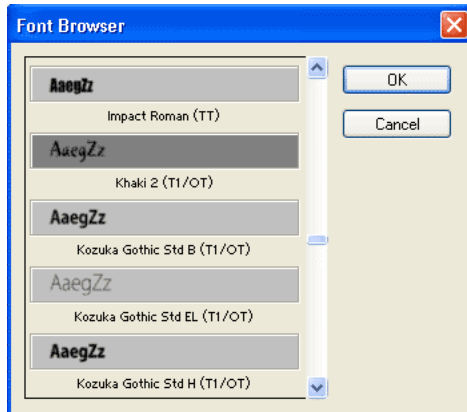 Font Browser
AaegZz
Impact Roman (TT)
AaegZz
Khaki 2 (T1/OT)
AaegZz
Kozuka Gothic Std B (T1/OT)
AaegZz
Kozuka Gothic Std EL (T1/OT)
AaegZz
Kozuka Gothic Std H (T1/OT)
OK
Cancel